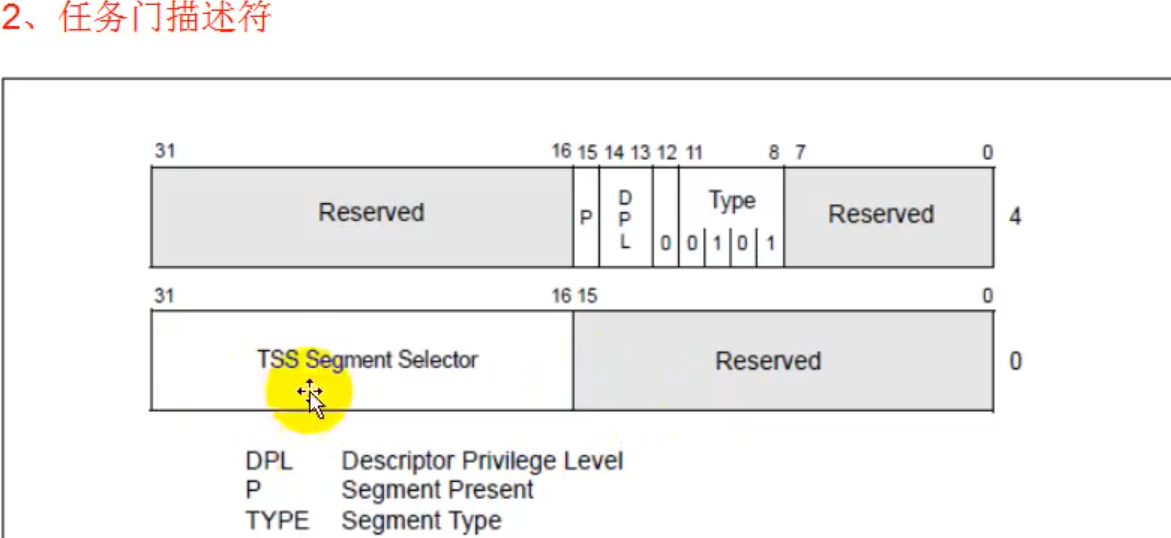 2、任务门描述符
31 16 15 14 13 12 11 8 7 0
Reserved P DPL 0 Type 0 1 0 1 Reserved 4
31 16 15 0
TSS Segment Selector Reserved 0
DPL Descriptor Privilege Level
P Segment Present
TYPE Segment Type